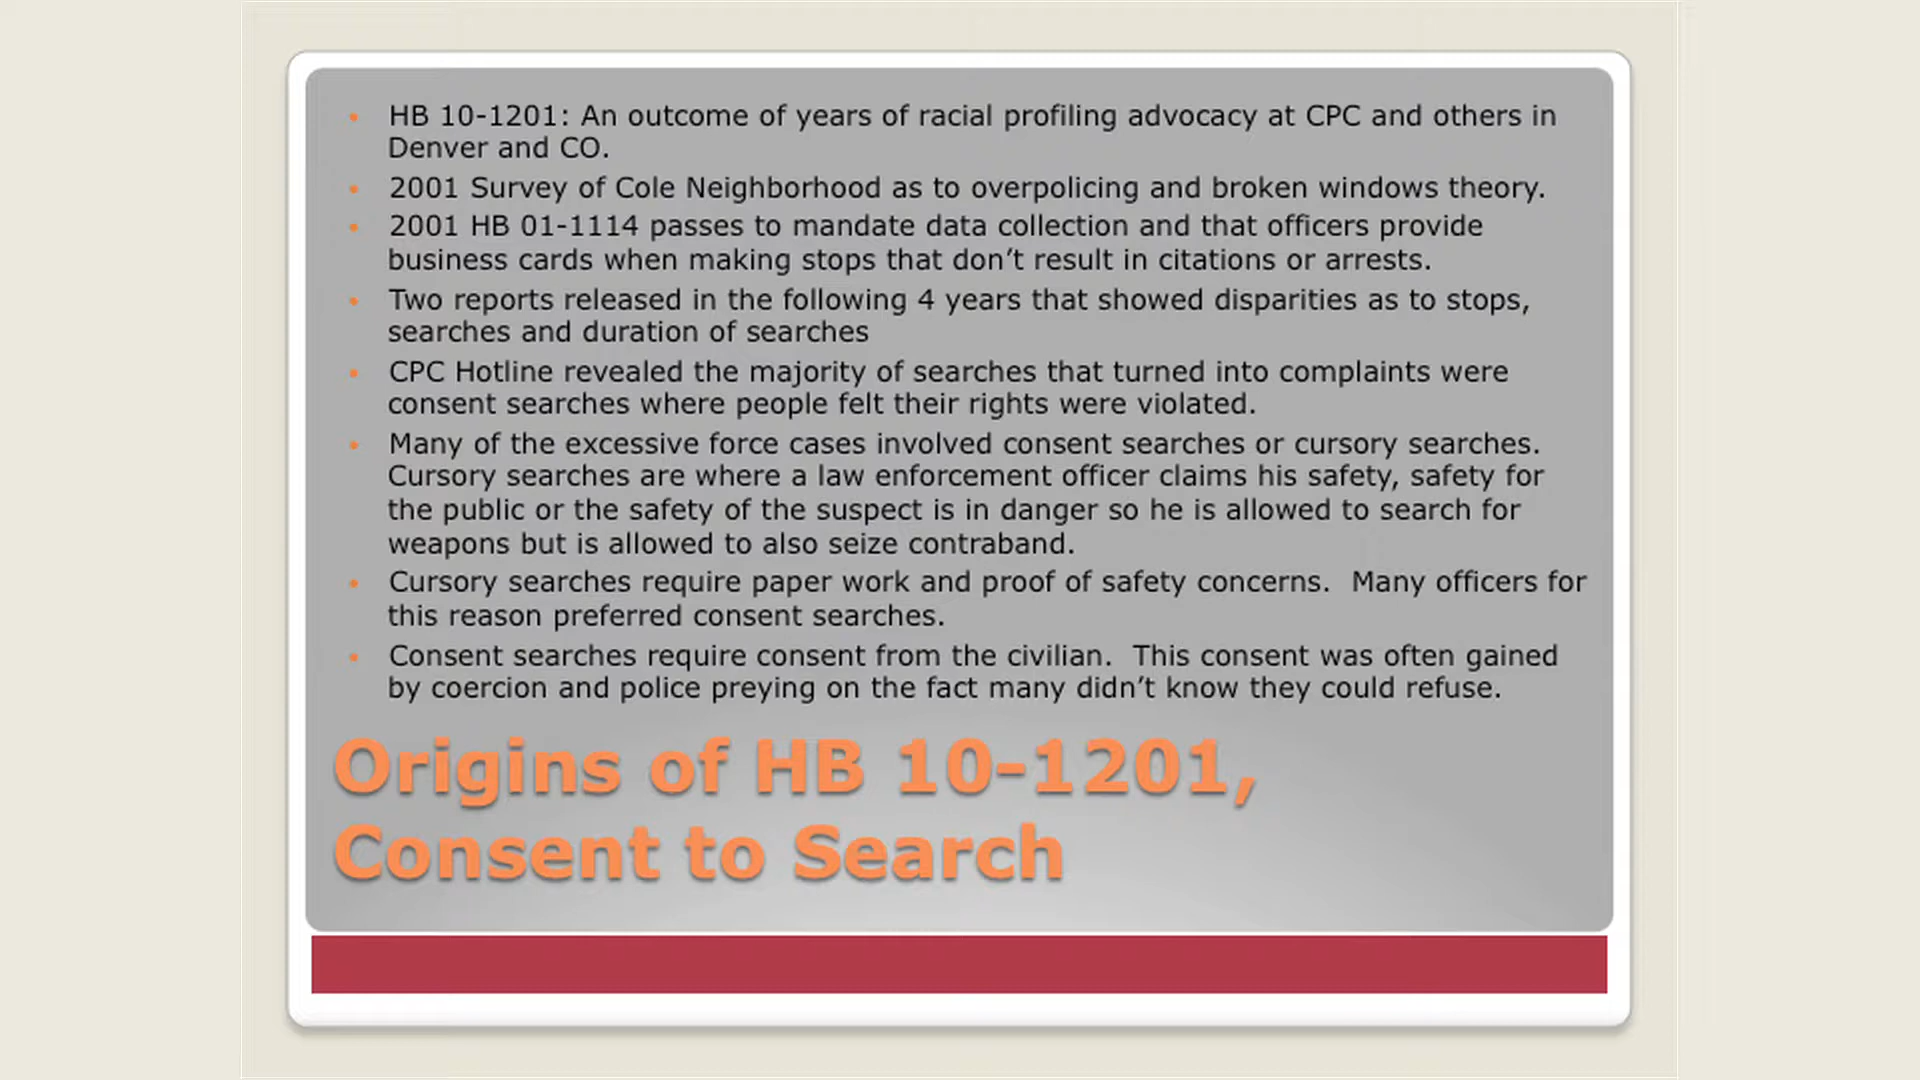 • HB 10-1201: An outcome of years of racial profiling advocacy at CPC and others in
Denver and CO.
• 2001 Survey of Cole Neighborhood as to overpolicing and broken windows theory.
• 2001 HB 01-1114 passes to mandate data collection and that officers provide
business cards when making stops that don’t result in citations or arrests.
• Two reports released in the following 4 years that showed disparities as to stops,
searches and duration of searches
• CPC Hotline revealed the majority of searches that turned into complaints were
consent searches where people felt their rights were violated.
• Many of the excessive force cases involved consent searches or cursory searches.
Cursory searches are where a law enforcement officer claims his safety, safety for
the public or the safety of the suspect is in danger so he is allowed to search for
weapons but is allowed to also seize contraband.
• Cursory searches require paper work and proof of safety concerns.  Many officers for
this reason preferred consent searches.
• Consent searches require consent from the civilian.  This consent was often gained
by coercion and police preying on the fact many didn’t know they could refuse.
Origins of HB 10-1201,
Consent to Search